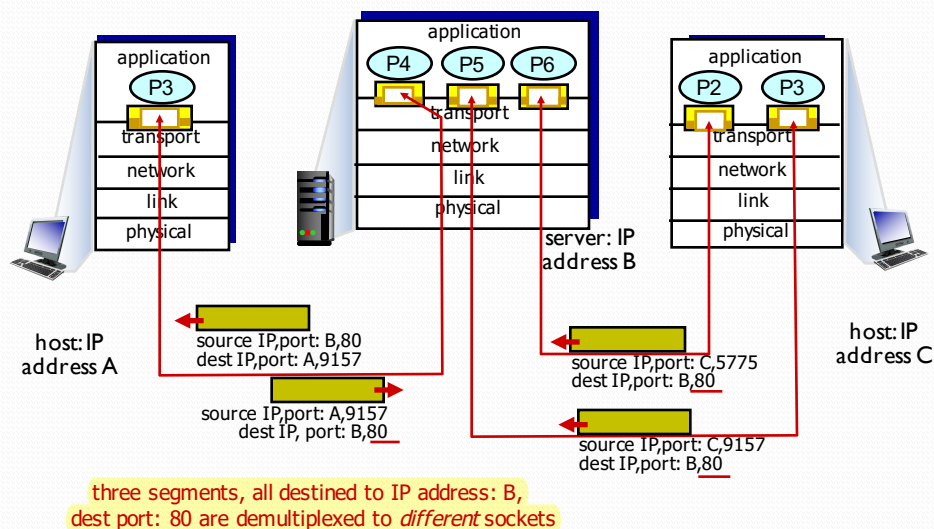 application
P3
transport
network
link
physical
host: IP
address A
application
P4
P5
P6
transport
network
link
physical
server: IP
address B
application
P2
P3
transport
network
link
physical
host: IP
address C
source IP,port: B,80
dest IP,port: A,9157
source IP,port: A,9157
dest IP, port: B,80
source IP,port: C,5775
dest IP,port: B,80
source IP,port: C,9157
dest IP,port: B,80
three segments, all destined to IP address: B,
dest port: 80 are demultiplexed to different sockets